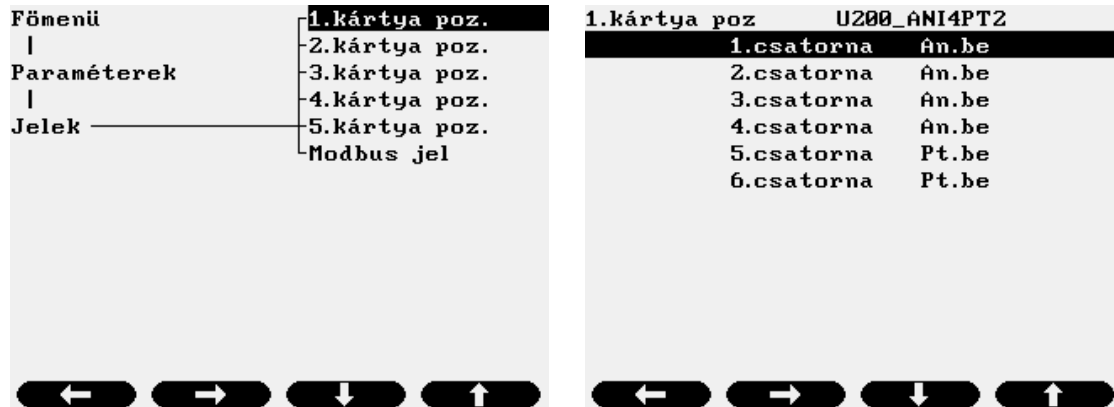 Fömenü
Paraméterek
Jelek
1.kártya poz.
2.kártya poz.
3.kártya poz.
4.kártya poz.
5.kártya poz.
Modbus jel
1.kártya poz U200_ANI4PT2
1.csatorna An.be
2.csatorna An.be
3.csatorna An.be
4.csatorna An.be
5.csatorna Pt.be
6.csatorna Pt.be